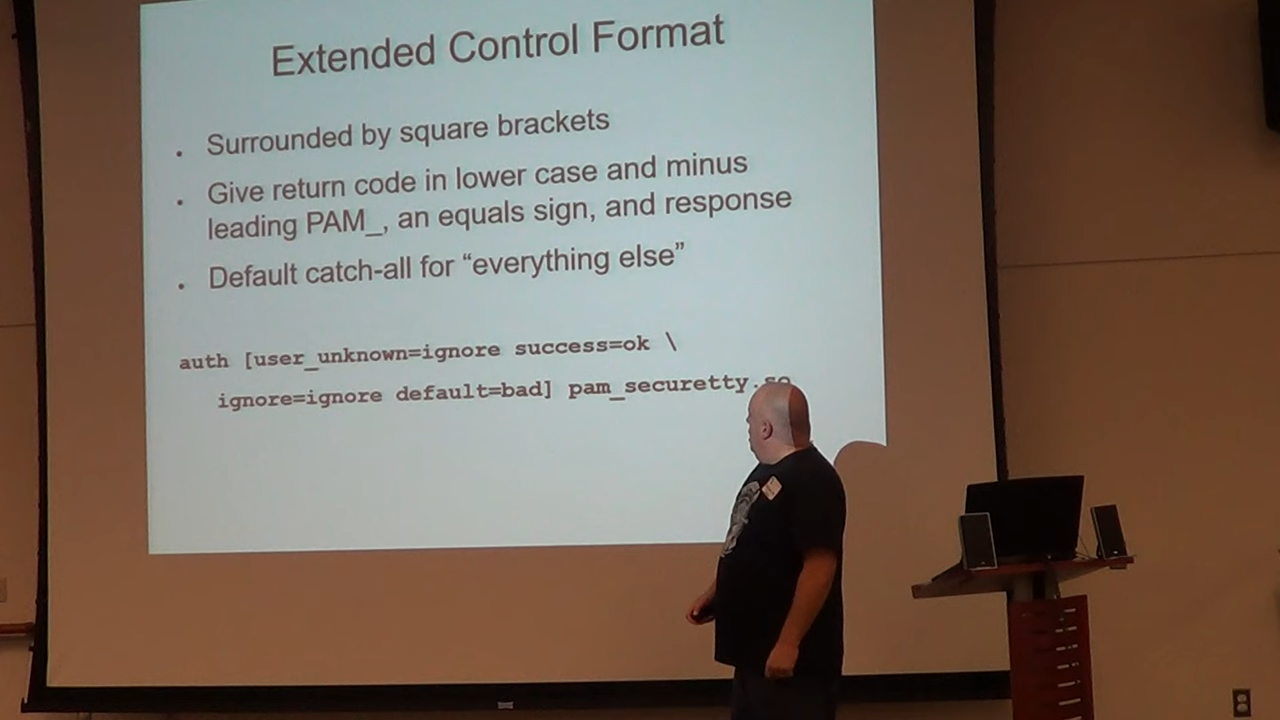 Extended Control Format
. Surrounded by square brackets
. Give return code in lower case and minus
leading PAM_, an equals sign, and response
. Default catch-all for “everything else”
auth [user_unknown=ignore success=ok \
ignore=ignore default=bad] pam_securetty.so